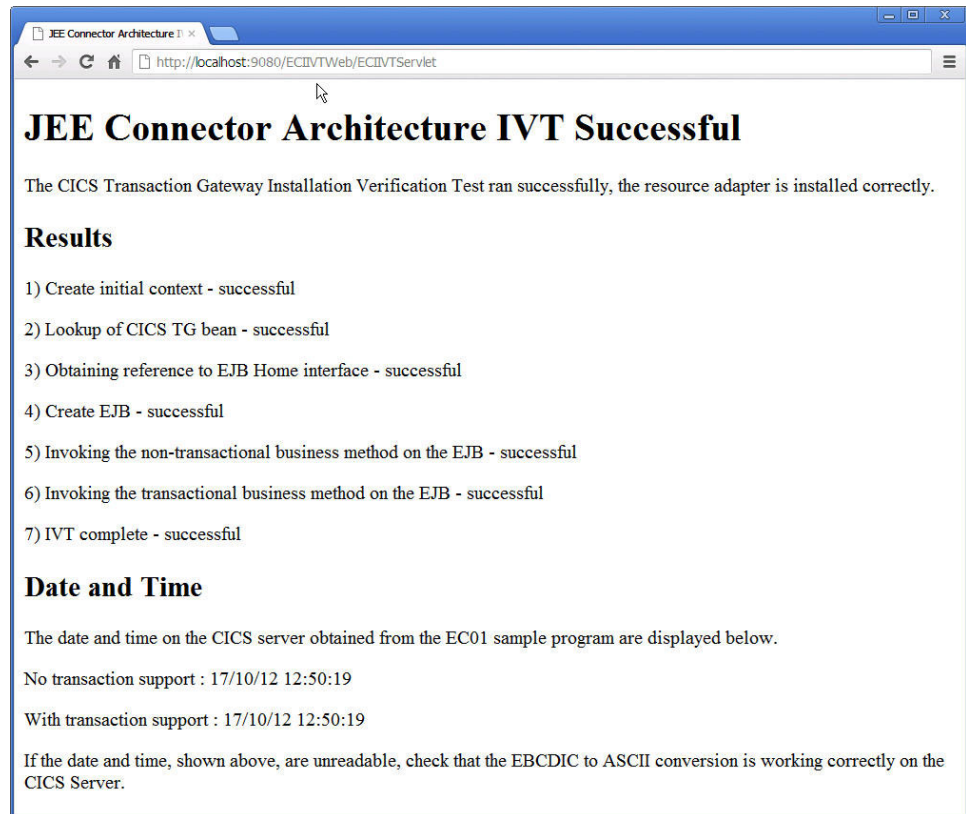 JEE Connector Architecture IV
http://localhost:9080/ECIIVTWeb/ECIIVTServlet
JEE Connector Architecture IVT Successful
The CICS Transaction Gateway Installation Verification Test ran successfully, the resource adapter is installed correctly.
Results
1) Create initial context - successful
2) Lookup of CICS TG bean - successful
3) Obtaining reference to EJB Home interface - successful
4) Create EJB - successful
5) Invoking the non-transactional business method on the EJB - successful
6) Invoking the transactional business method on the EJB - successful
7) IVT complete - successful
Date and Time
The date and time on the CICS server obtained from the EC01 sample program are displayed below.
No transaction support : 17/10/12 12:50:19
With transaction support : 17/10/12 12:50:19
If the date and time, shown above, are unreadable, check that the EBCDIC to ASCII conversion is working correctly on the
CICS Server.